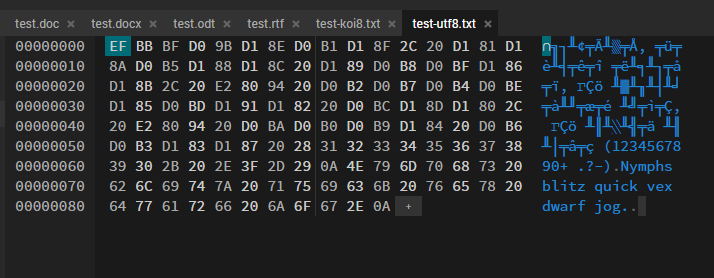 test.doc test.docx test.odt test.rtf test-koi8.txt test-utf8.txt
00000000 EF BB BF D0 9B D1 8E D0 B1 D1 8F 2C 20 D1 81 D1 ∩╗┐╨¢╤Ä╨▒╤Å, ╤ü╤
00000010 8A D0 B5 D1 88 D1 8C 20 D1 89 D0 B8 D0 BF D1 86 è╨╡╤ê╤î ╤ë╨╕╨┐╤å
00000020 D1 8B 2C 20 E2 80 94 20 D0 B2 D0 B7 D0 B4 D0 BE ╤ï, ΓÇö ╨▓╨╖╨┤╨╛
00000030 D1 85 D0 BD D1 91 D1 82 20 D0 BC D1 8D D1 80 2C ╤à╨╜╤æ╤é ╨╝╤ì╤Ç,
00000040 20 E2 80 94 20 D0 BA D0 B0 D0 B9 D1 84 20 D0 B6  ΓÇö ╨║╨░╨╣╤ä ╨╢
00000050 D0 B3 D1 83 D1 87 20 28 31 32 33 34 35 36 37 38 ╨│╤â╤ç (12345678
00000060 39 30 2B 20 2E 3F 2D 29 0A 4E 79 6D 70 68 73 20 90+ .?-).Nymphs
00000070 62 6C 69 74 7A 20 71 75 69 63 6B 20 76 65 78 20 blitz quick vex
00000080 64 77 61 72 66 20 6A 6F 67 2E 0A + dwarf jog..